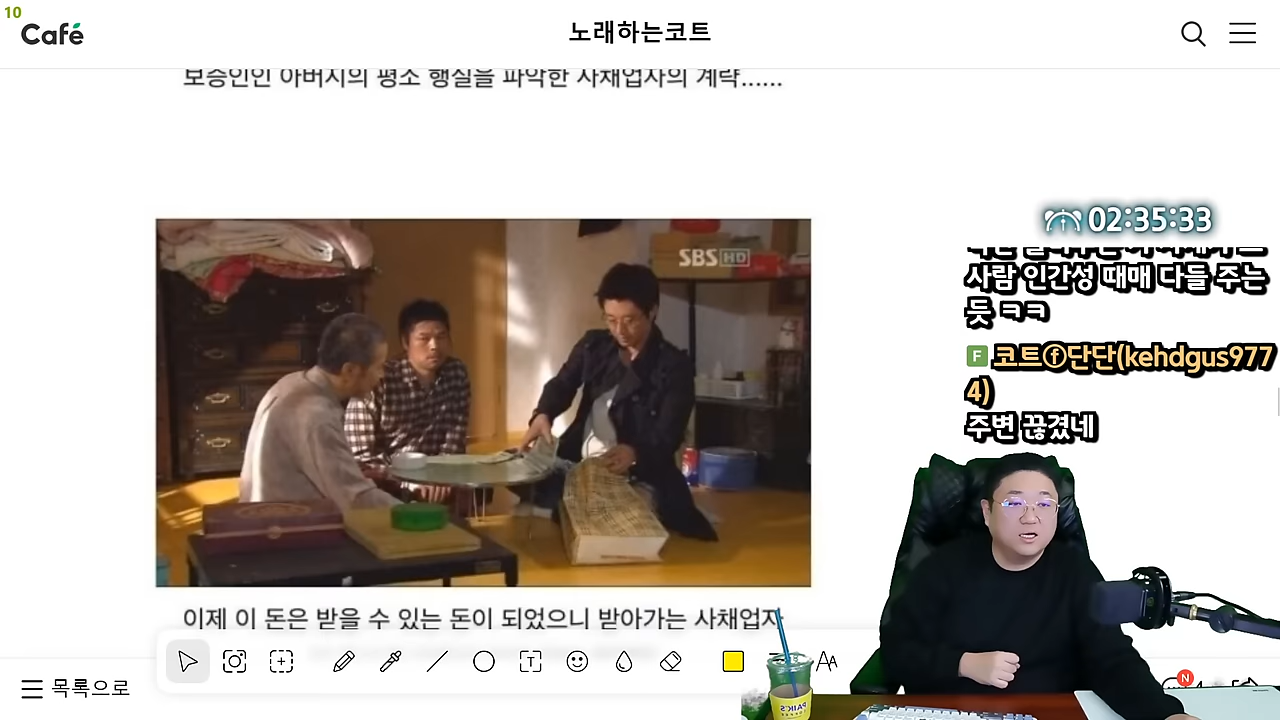 10
Café
노래하는코트
보증인인 아버지의 평소 행실을 파악한 사채업자의 계략......
SBS HD
02:35:33
사람 인간성 때매 다들 주는
듯 ㅋㅋ
F 코트ⓕ단단(kehdgus977
4)
주변 끊겼네
이제 이 돈은 받을 수 있는 돈이 되었으니 받아가는 사채업자
T
AA
목록으로
N